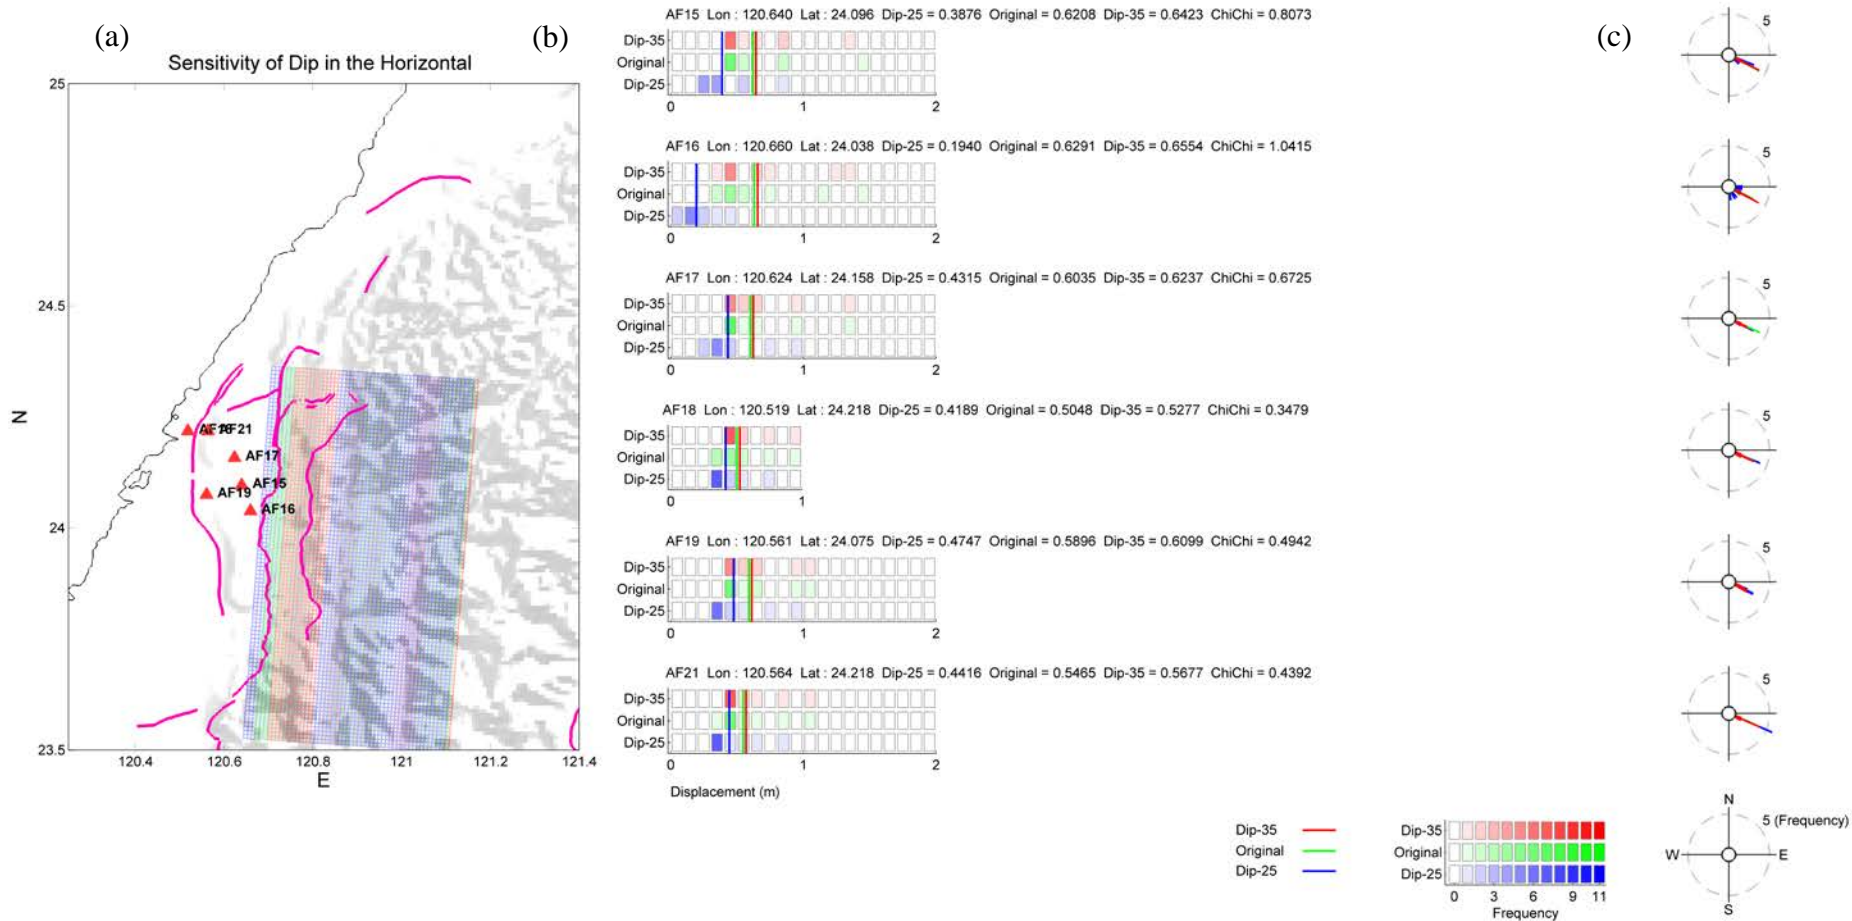 (a)
Sensitivity of Dip in the Horizontal
25
24.5
24
23.5
N
120.4 120.6 120.8 121 121.2 121.4
E
AF21
AF17
AF15
AF19
AF16
(b)
AF15 Lon : 120.640 Lat : 24.096 Dip-25 = 0.3876 Original = 0.6208 Dip-35 = 0.6423 ChiChi = 0.8073
Dip-35
Original
Dip-25
0 1 2
AF16 Lon : 120.660 Lat : 24.038 Dip-25 = 0.1940 Original = 0.6291 Dip-35 = 0.6554 ChiChi = 1.0415
Dip-35
Original
Dip-25
0 1 2
AF17 Lon : 120.624 Lat : 24.158 Dip-25 = 0.4315 Original = 0.6035 Dip-35 = 0.6237 ChiChi = 0.6725
Dip-35
Original
Dip-25
0 1 2
AF18 Lon : 120.519 Lat : 24.218 Dip-25 = 0.4189 Original = 0.5048 Dip-35 = 0.5277 ChiChi = 0.3479
Dip-35
Original
Dip-25
0 1
AF19 Lon : 120.561 Lat : 24.075 Dip-25 = 0.4747 Original = 0.5896 Dip-35 = 0.6099 ChiChi = 0.4942
Dip-35
Original
Dip-25
0 1 2
AF21 Lon : 120.564 Lat : 24.218 Dip-25 = 0.4416 Original = 0.5465 Dip-35 = 0.5677 ChiChi = 0.4392
Dip-35
Original
Dip-25
0 1 2
Displacement (m)
Dip-35
Original
Dip-25
Dip-35
Original
Dip-25
0 3 6 9 11
Frequency
(c)
5
5
5
5
5
5
N
5 (Frequency)
W E
S